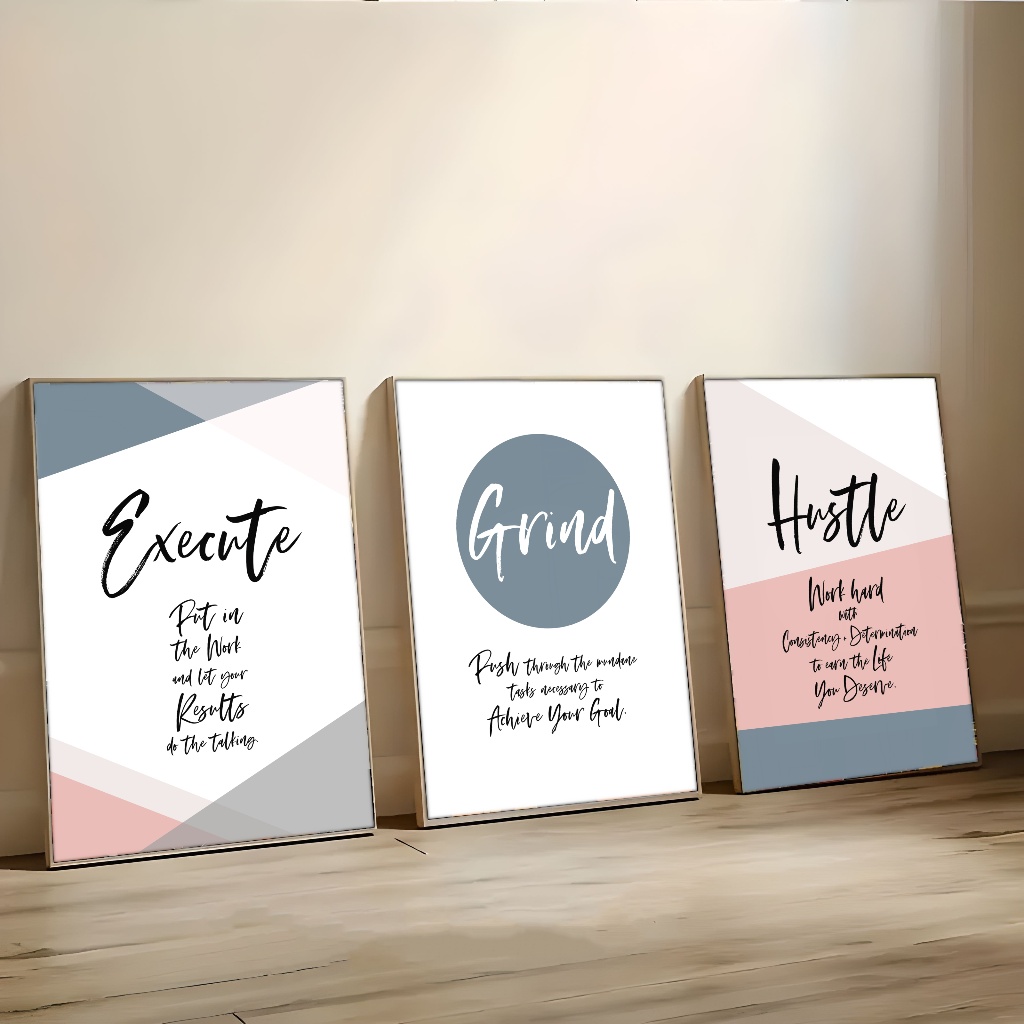 Execute
Put in
the Work
and let your
Results
do the talking.
Grind
Push through the mundane
tasks necessary to
Achieve Your Goal.
Hustle
Work hard
with
Consistency + Determination
to earn the Life
You Deserve.